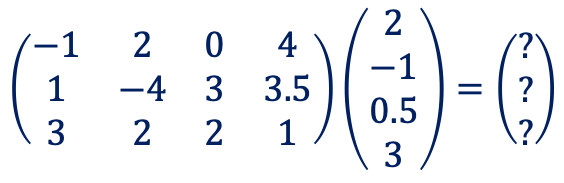 (−1 2 0 4) (2) (?)
(1 −4 3 3.5) (−1) = (?)
(3 2 2 1) (0.5) (?)
(3)